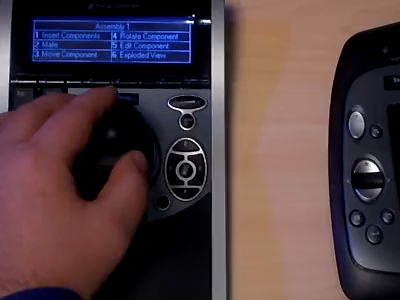 Assembly 1
1 Insert Components 4 Rotate Component
2 Mate 5 Edit Component
3 Move Component 6 Exploded View